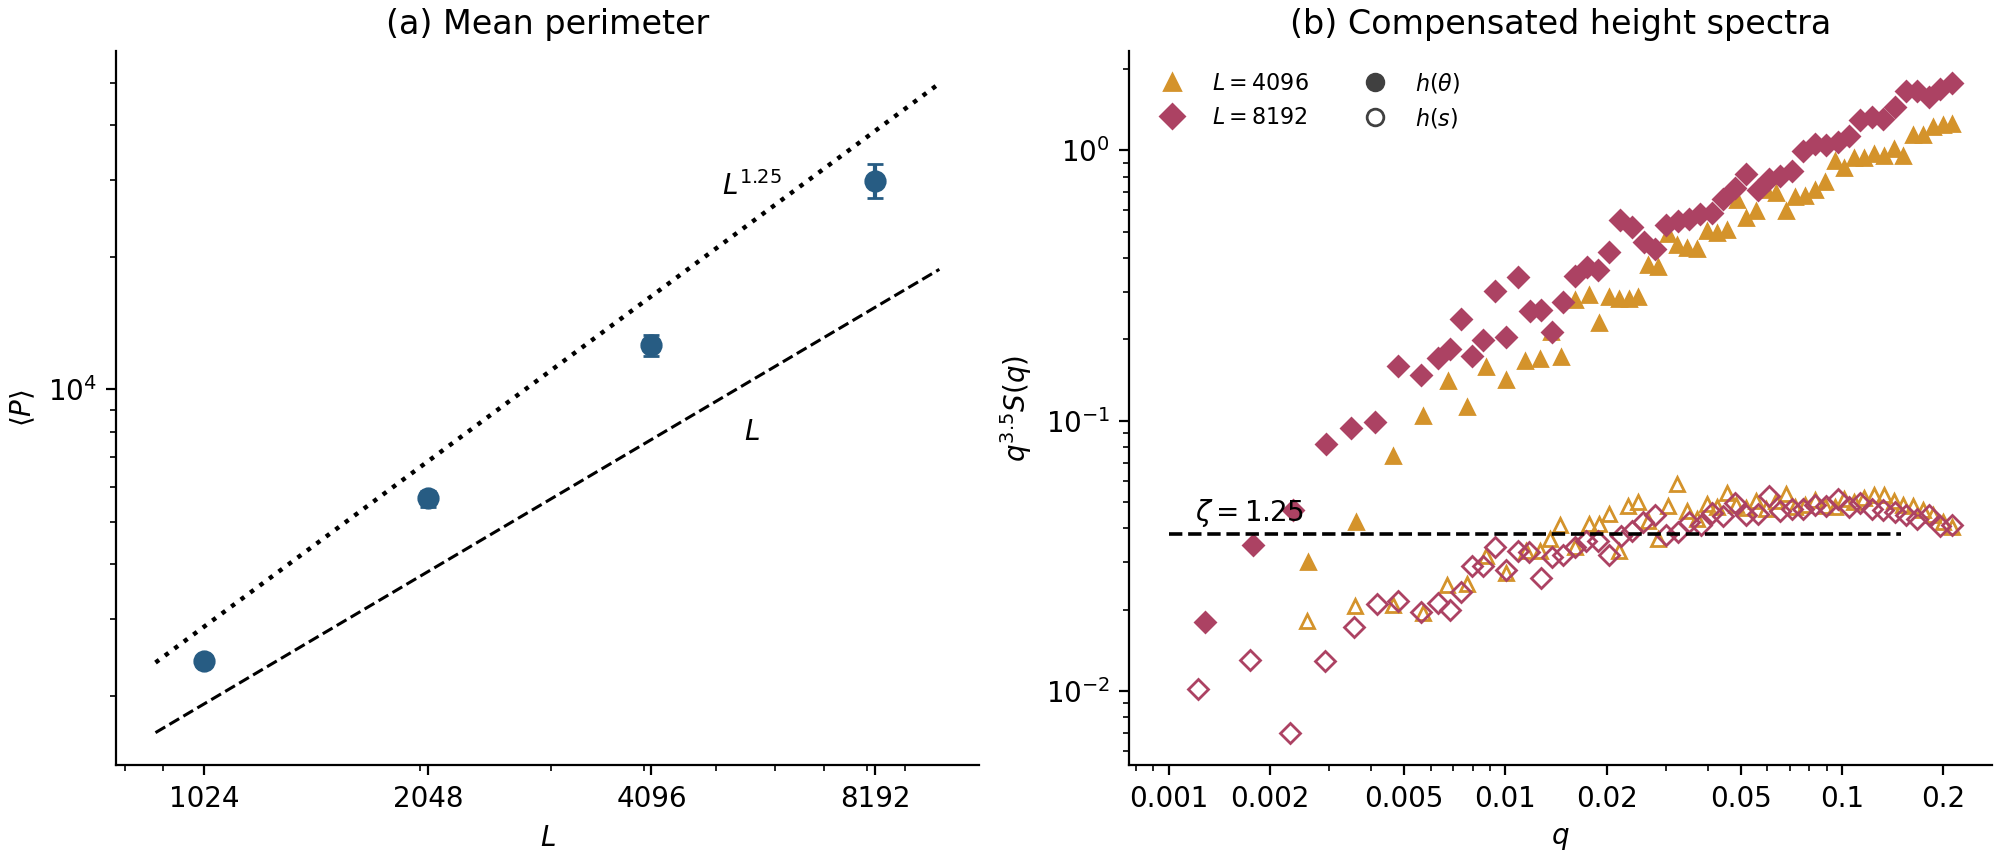 (a) Mean perimeter
⟨P⟩
10^4
L^1.25
L
1024 2048 4096 8192
L
(b) Compensated height spectra
L = 4096
L = 8192
h(θ)
h(s)
q^3.5 S(q)
10^0
10^−1
10^−2
ζ = 1.25
0.001 0.002 0.005 0.01 0.02 0.05 0.1 0.2
q